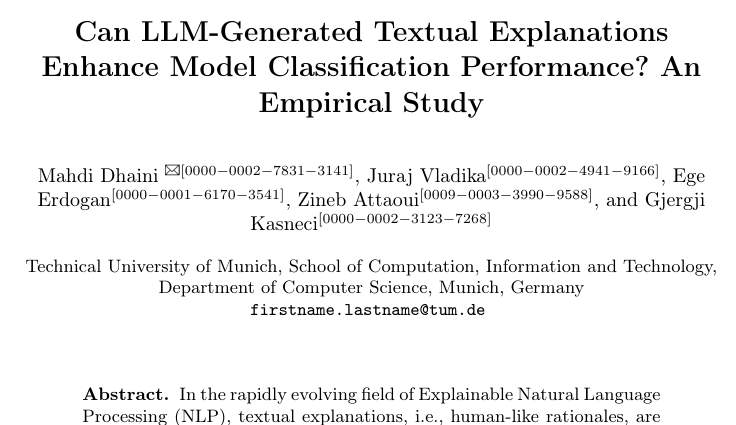 Can LLM-Generated Textual Explanations
Enhance Model Classification Performance? An
Empirical Study
Mahdi Dhaini ✉[0000−0002−7831−3141], Juraj Vladika[0000−0002−4941−9166], Ege
Erdogan[0000−0001−6170−3541], Zineb Attaoui[0009−0003−3990−9588], and Gjergji
Kasneci[0000−0002−3123−7268]
Technical University of Munich, School of Computation, Information and Technology,
Department of Computer Science, Munich, Germany
firstname.lastname@tum.de
Abstract. In the rapidly evolving field of Explainable Natural Language
Processing (NLP), textual explanations, i.e., human-like rationales, are